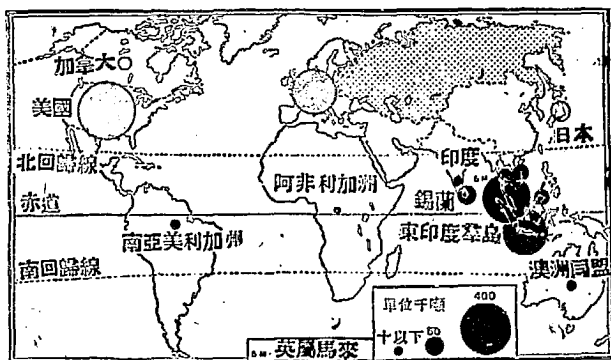 加拿大
美國
日本
北回歸線
印度
B M
阿非利加洲
錫蘭
赤道
東印度羣島
南亞美利加州
南回歸線
澳洲同盟
單位千噸
400
50
十以下
B M. 英屬馬來